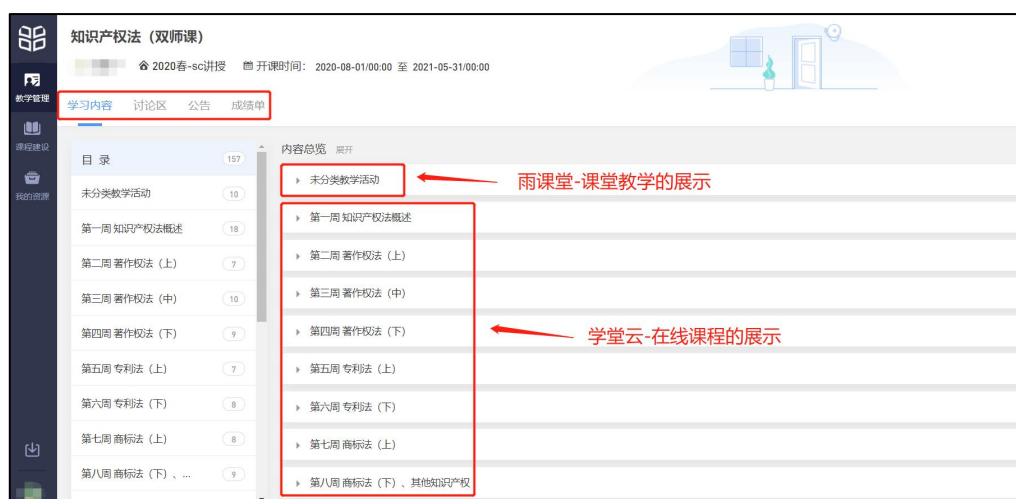 知识产权法（双师课）
2020春-sc讲授 开课时间： 2020-08-01/00:00 至 2021-05-31/00:00
教学管理
学习内容 讨论区 公告 成绩单
课程建设
我的资源
目 录 157
未分类教学活动 10
第一周 知识产权法概述 18
第二周 著作权法（上） 7
第三周 著作权法（中） 10
第四周 著作权法（下） 9
第五周 专利法（上） 7
第六周 专利法（下） 8
第七周 商标法（上） 8
第八周 商标法（下）、... 9
内容总览 展开
未分类教学活动
雨课堂-课堂教学的展示
第一周 知识产权法概述
第二周 著作权法（上）
第三周 著作权法（中）
第四周 著作权法（下）
学堂云-在线课程的展示
第五周 专利法（上）
第六周 专利法（下）
第七周 商标法（上）
第八周 商标法（下）、其他知识产权